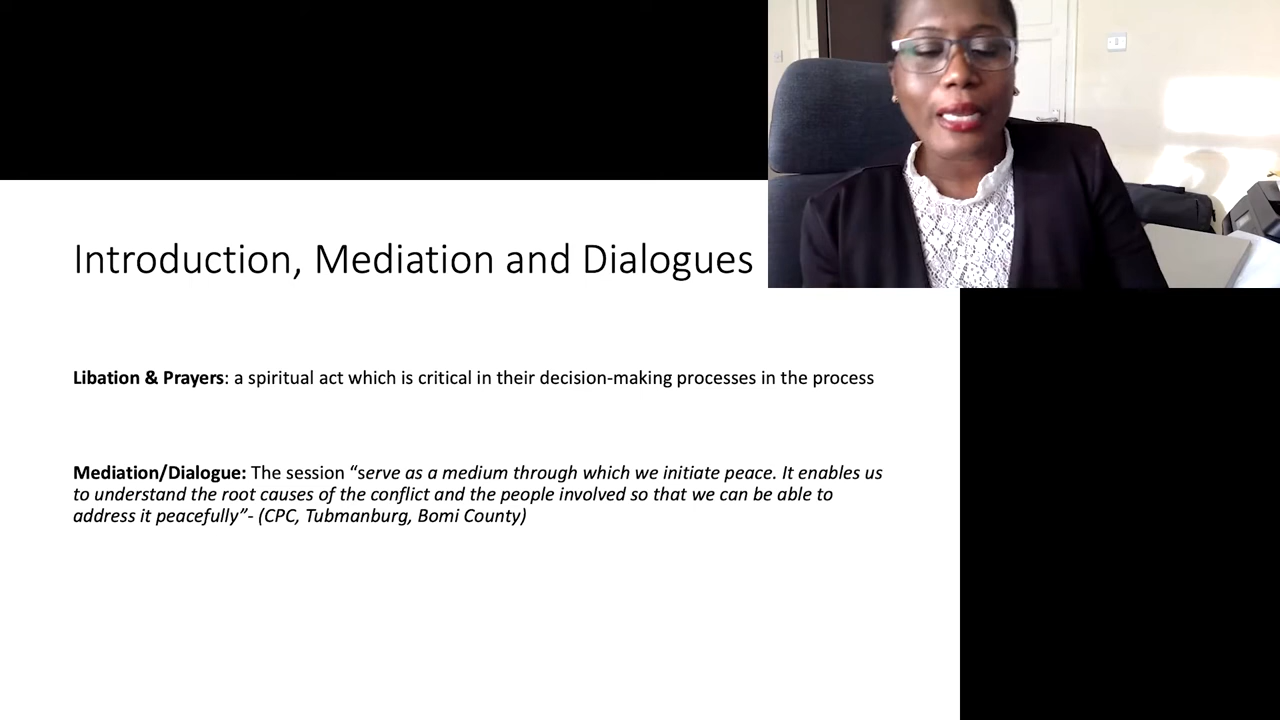 Introduction, Mediation and Dialogues
Libation & Prayers: a spiritual act which is critical in their decision-making processes in the process
Mediation/Dialogue: The session “serve as a medium through which we initiate peace. It enables us
to understand the root causes of the conflict and the people involved so that we can be able to
address it peacefully”- (CPC, Tubmanburg, Bomi County)